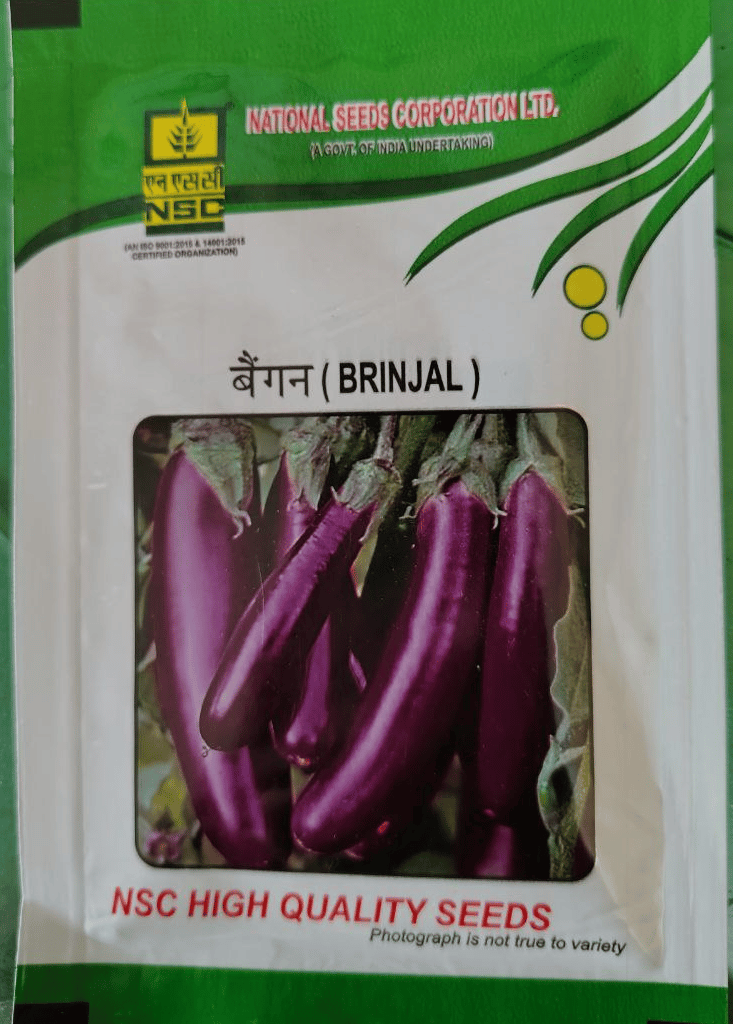 NATIONAL SEEDS CORPORATION LTD.
(A GOVT. OF INDIA UNDERTAKING)
एन एस सी
NSC
(AN ISO 9001:2015 & 14001:2015
CERTIFIED ORGANIZATION)
बैंगन ( BRINJAL )
NSC HIGH QUALITY SEEDS
Photograph is not true to variety